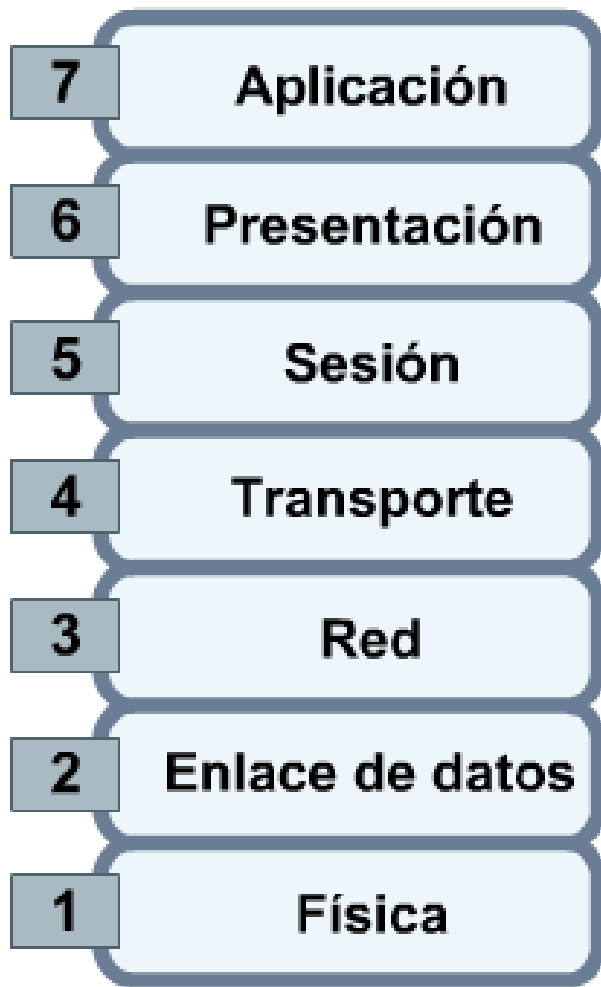 7 Aplicación
6 Presentación
5 Sesión
4 Transporte
3 Red
2 Enlace de datos
1 Física